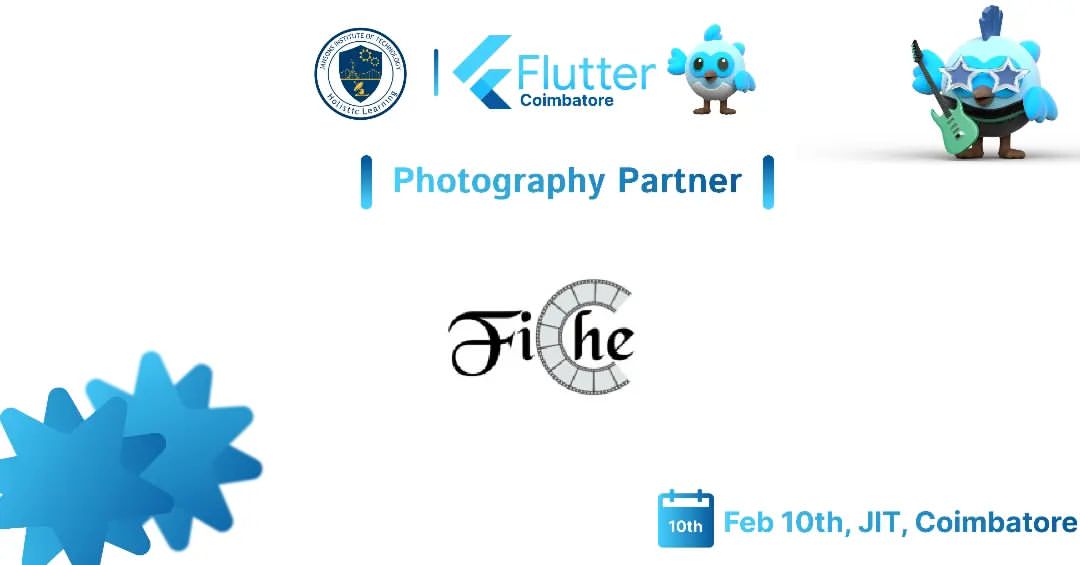 JANSONS INSTITUTE OF TECHNOLOGY
Holistic Learning
Flutter
Coimbatore
Photography Partner
FiChe
10th
Feb 10th, JIT, Coimbatore